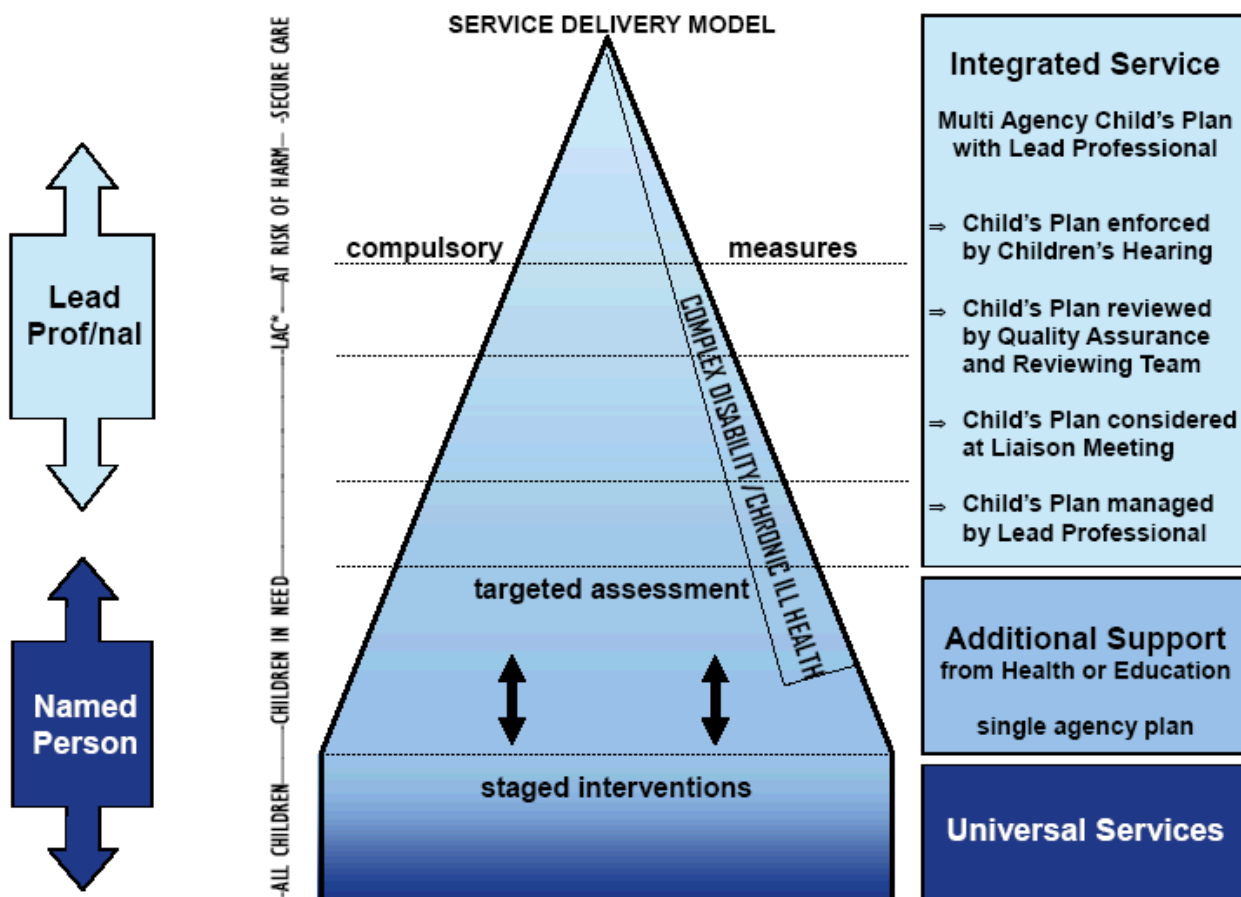 SERVICE DELIVERY MODEL
Lead
Prof/nal
Named
Person
ALL CHILDREN CHILDREN IN NEED LAC* AT RISK OF HARM SECURE CARE
compulsory measures
COMPLEX DISABILITY/CHRONIC ILL HEALTH
targeted assessment
staged interventions
Integrated Service
Multi Agency Child's Plan
with Lead Professional
⇒ Child's Plan enforced
by Children's Hearing
⇒ Child's Plan reviewed
by Quality Assurance
and Reviewing Team
⇒ Child's Plan considered
at Liaison Meeting
⇒ Child's Plan managed
by Lead Professional
Additional Support
from Health or Education
single agency plan
Universal Services